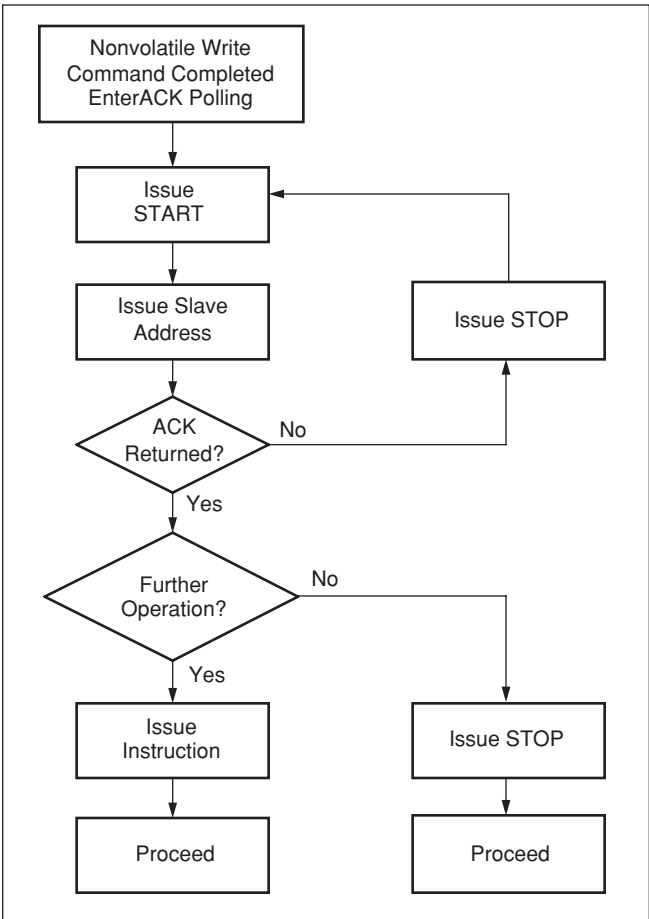 Nonvolatile Write
Command Completed
EnterACK Polling
Issue
START
Issue Slave
Address
Issue STOP
ACK
Returned?
No
Yes
Further
Operation?
No
Yes
Issue
Instruction
Issue STOP
Proceed
Proceed